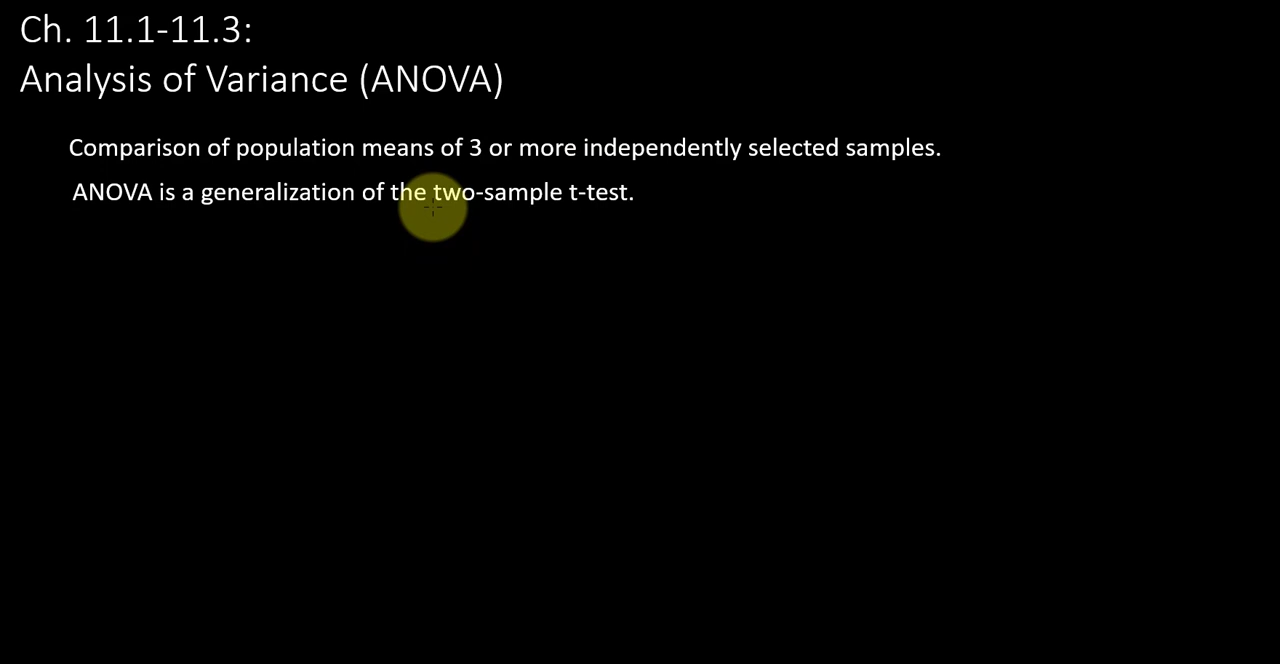 Ch. 11.1-11.3:
Analysis of Variance (ANOVA)
Comparison of population means of 3 or more independently selected samples.
ANOVA is a generalization of the two-sample t-test.